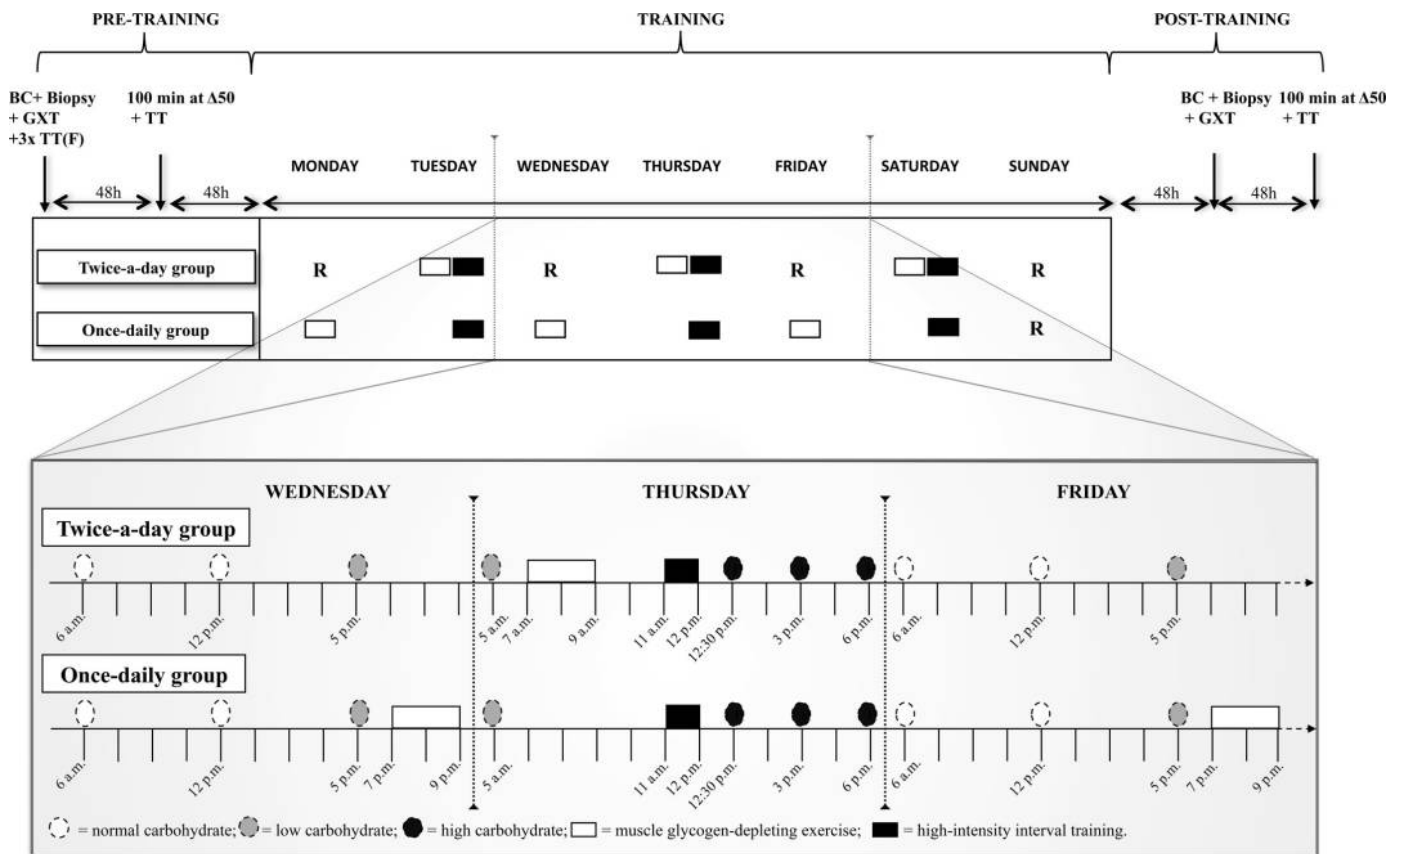 PRE-TRAINING TRAINING POST-TRAINING
BC+ Biopsy
+ GXT
+3x TT(F)
100 min at Δ50
+ TT
BC + Biopsy
+ GXT
100 min at Δ50
+ TT
MONDAY TUESDAY WEDNESDAY THURSDAY FRIDAY SATURDAY SUNDAY
48h 48h 48h 48h
Twice-a-day group R R R R
Once-daily group R
WEDNESDAY THURSDAY FRIDAY
Twice-a-day group
6 a.m. 12 p.m. 5 p.m. 5 a.m. 7 a.m. 9 a.m. 11 a.m. 12 p.m. 12:30 p.m. 3 p.m. 6 p.m. 6 a.m. 12 p.m. 5 p.m.
Once-daily group
6 a.m. 12 p.m. 5 p.m. 7 p.m. 9 p.m. 5 a.m. 11 a.m. 12 p.m. 12:30 p.m. 3 p.m. 6 p.m. 6 a.m. 12 p.m. 5 p.m. 7 p.m. 9 p.m.
= normal carbohydrate; = low carbohydrate; = high carbohydrate; = muscle glycogen-depleting exercise; = high-intensity interval training.